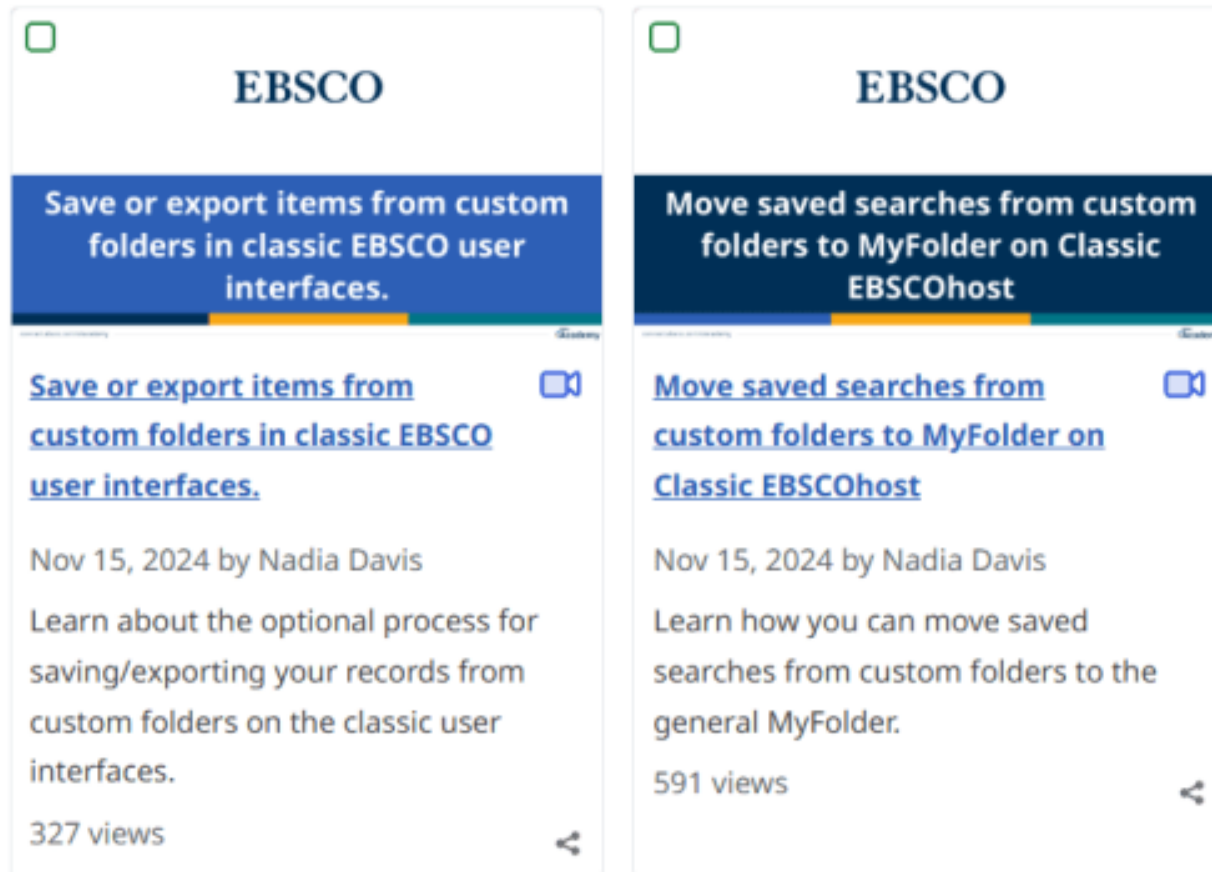 EBSCO
Save or export items from custom
folders in classic EBSCO user
interfaces.
Save or export items from
custom folders in classic EBSCO
user interfaces.
Nov 15, 2024 by Nadia Davis
Learn about the optional process for
saving/exporting your records from
custom folders on the classic user
interfaces.
327 views
EBSCO
Move saved searches from custom
folders to MyFolder on Classic
EBSCOhost
Move saved searches from
custom folders to MyFolder on
Classic EBSCOhost
Nov 15, 2024 by Nadia Davis
Learn how you can move saved
searches from custom folders to the
general MyFolder.
591 views